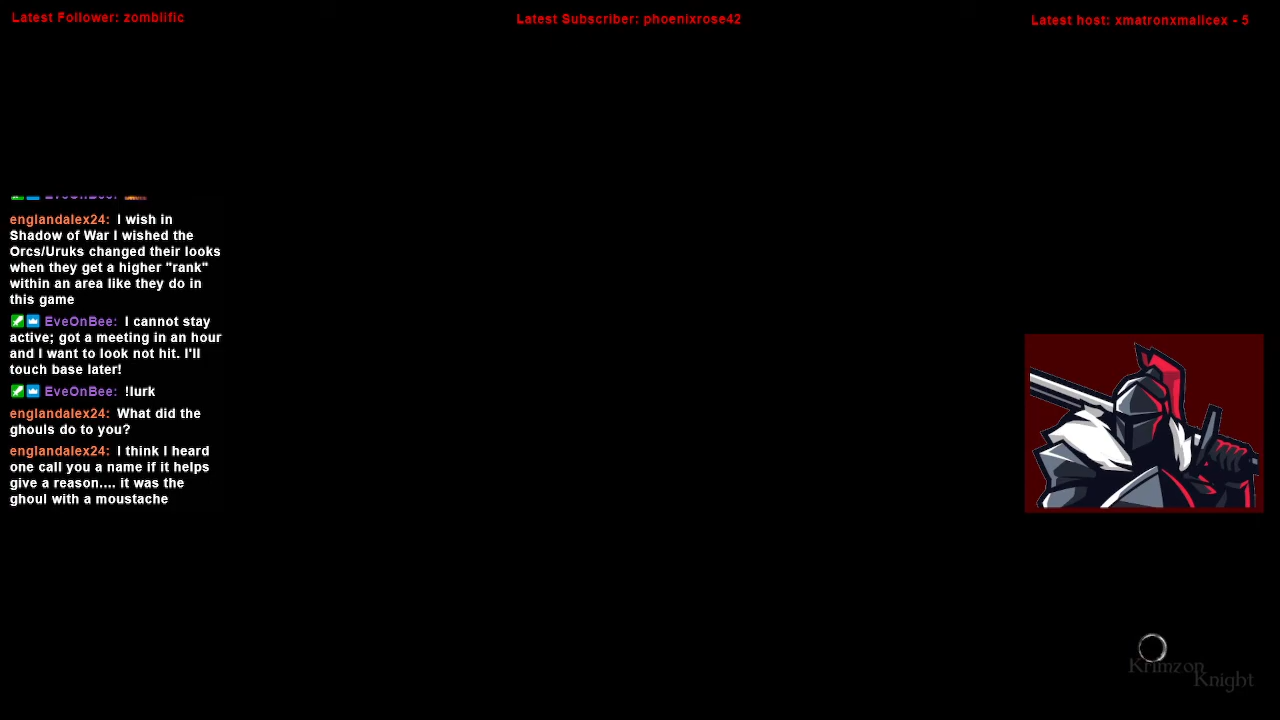 Latest Follower: zomblific
Latest Subscriber: phoenixrose42
Latest host: xmatronxmalicex - 5
EveOnBee:
englandalex24: I wish in
Shadow of War I wished the
Orcs/Uruks changed their looks
when they get a higher "rank"
within an area like they do in
this game
EveOnBee: I cannot stay
active; got a meeting in an hour
and I want to look not hit. I'll
touch base later!
EveOnBee: !lurk
englandalex24: What did the
ghouls do to you?
englandalex24: I think I heard
one call you a name if it helps
give a reason.... it was the
ghoul with a moustache
Krimzon
Knight